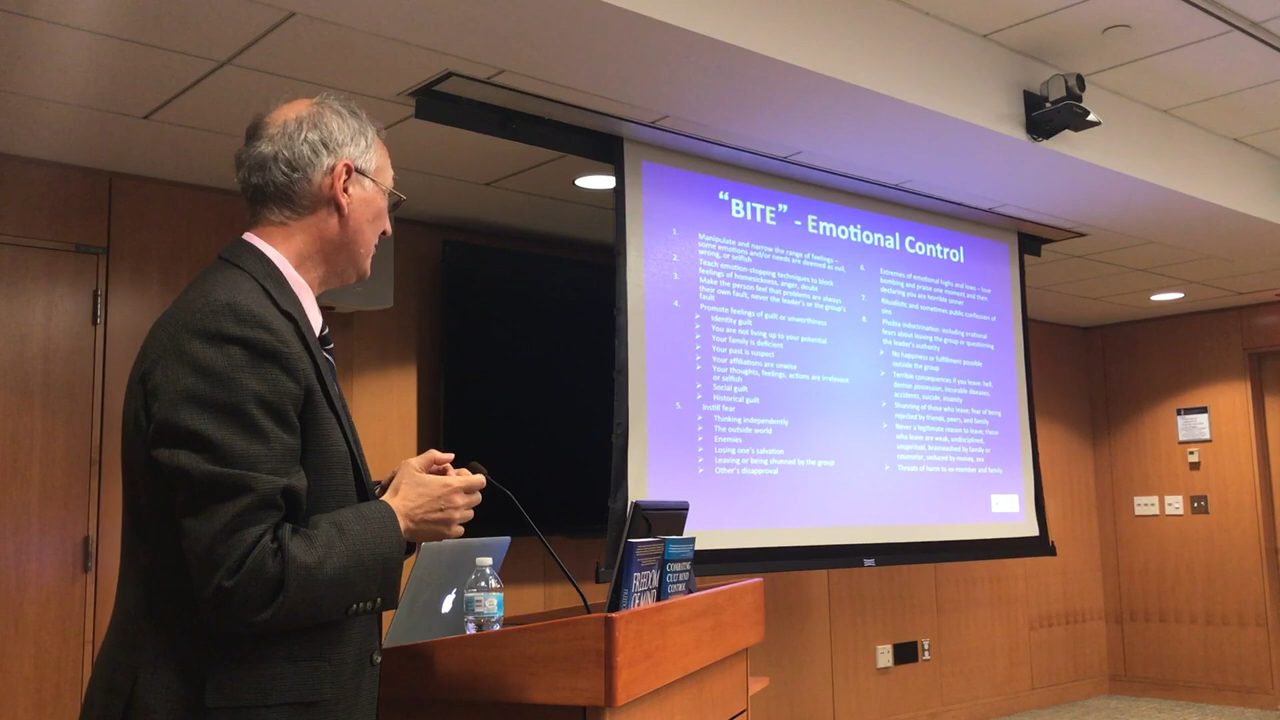 “BITE” - Emotional Control
1. Manipulate and narrow the range of feelings –
some emotions and/or needs are deemed as evil,
wrong, or selfish
2. Teach emotion-stopping techniques to block
feelings of homesickness, anger, doubt
3. Make the person feel that problems are always
their own fault, never the leader's or the group's
fault
4. Promote feelings of guilt or unworthiness
Identity guilt
You are not living up to your potential
Your family is deficient
Your past is suspect
Your affiliations are unwise
Your thoughts, feelings, actions are irrelevant
or selfish
Social guilt
Historical guilt
5. Instill fear
Thinking independently
The outside world
Enemies
Losing one's salvation
Leaving or being shunned by the group
Other's disapproval
6. Extremes of emotional highs and lows – love
bombing and praise one moment and then
declaring you are horrible sinner
7. Ritualistic and sometimes public confession of
sins
8. Phobia indoctrination: including irrational
fears about leaving the group or questioning
the leader's authority
No happiness or fulfillment possible
outside the group
Terrible consequences if you leave: hell,
demon possession, incurable diseases,
accidents, suicide, insanity
Shunning of those who leave; fear of being
rejected by friends, peers, and family
Never a legitimate reason to leave; those
who leave are weak, undisciplined,
unspiritual, brainwashed by family or
counselor, seduced by money, sex
Threats of harm to ex-member and family
FREEDOM
OF MIND
COMBATING
CULT MIND
CONTROL